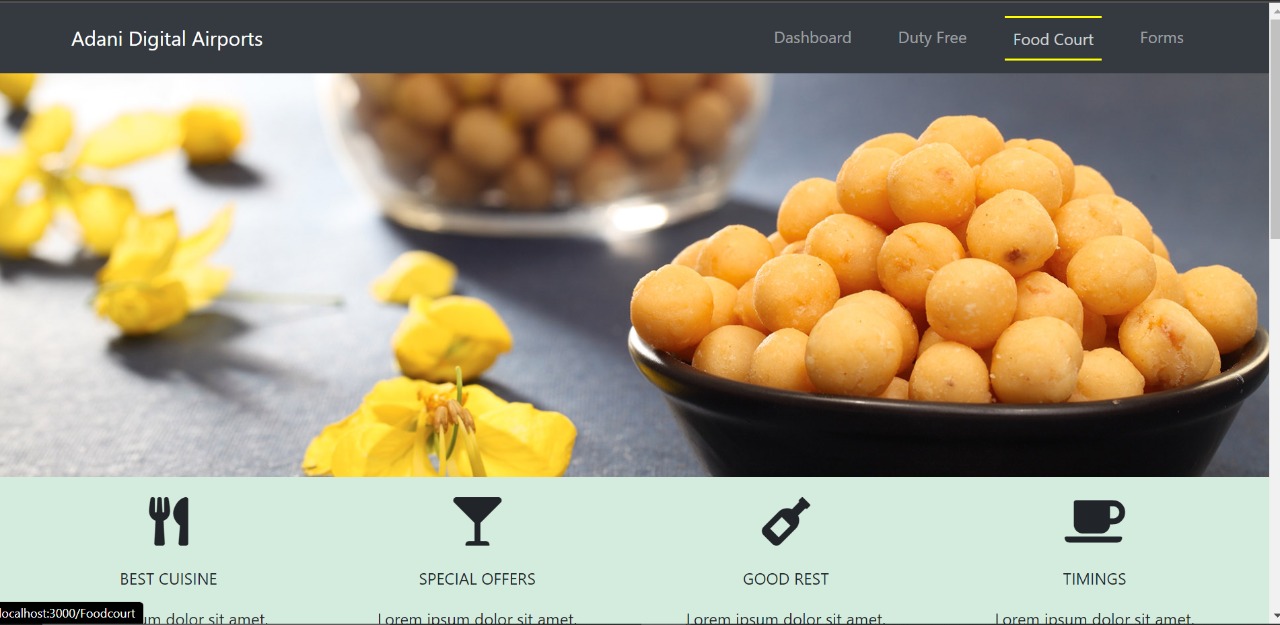 Adani Digital Airports
Dashboard Duty Free Food Court Forms
BEST CUISINE SPECIAL OFFERS GOOD REST TIMINGS
dolor sit amet. Lorem ipsum dolor sit amet. Lorem ipsum dolor sit amet. Lorem ipsum dolor sit amet.
localhost:3000/Foodcourt